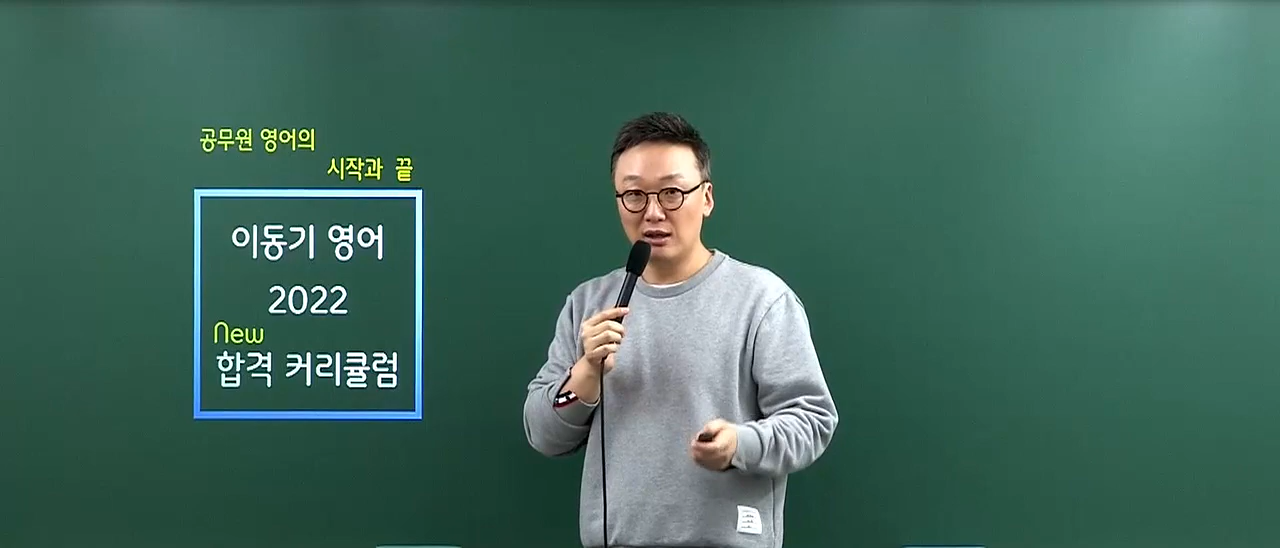 공무원 영어의
시작과 끝
이동기 영어
2022
New
합격 커리큘럼